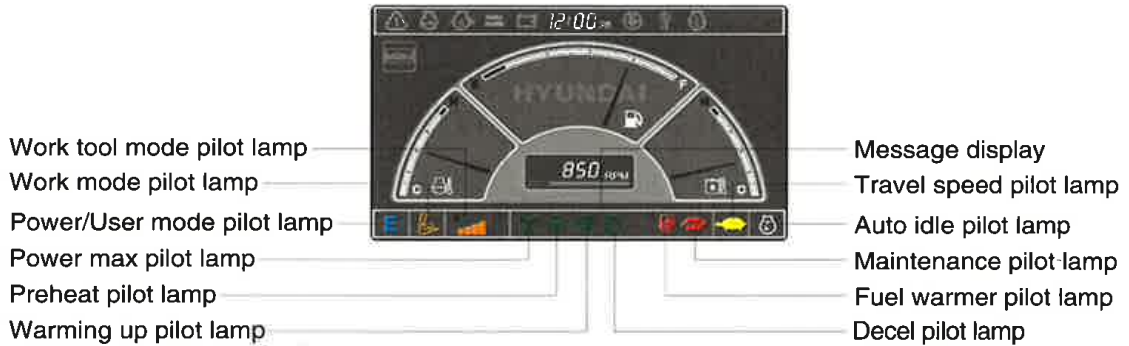 12:00
E
HYUNDAI
F
H
H
C
850 RPM
C
E
Work tool mode pilot lamp
Work mode pilot lamp
Power/User mode pilot lamp
Power max pilot lamp
Preheat pilot lamp
Warming up pilot lamp
Message display
Travel speed pilot lamp
Auto idle pilot lamp
Maintenance pilot lamp
Fuel warmer pilot lamp
Decel pilot lamp